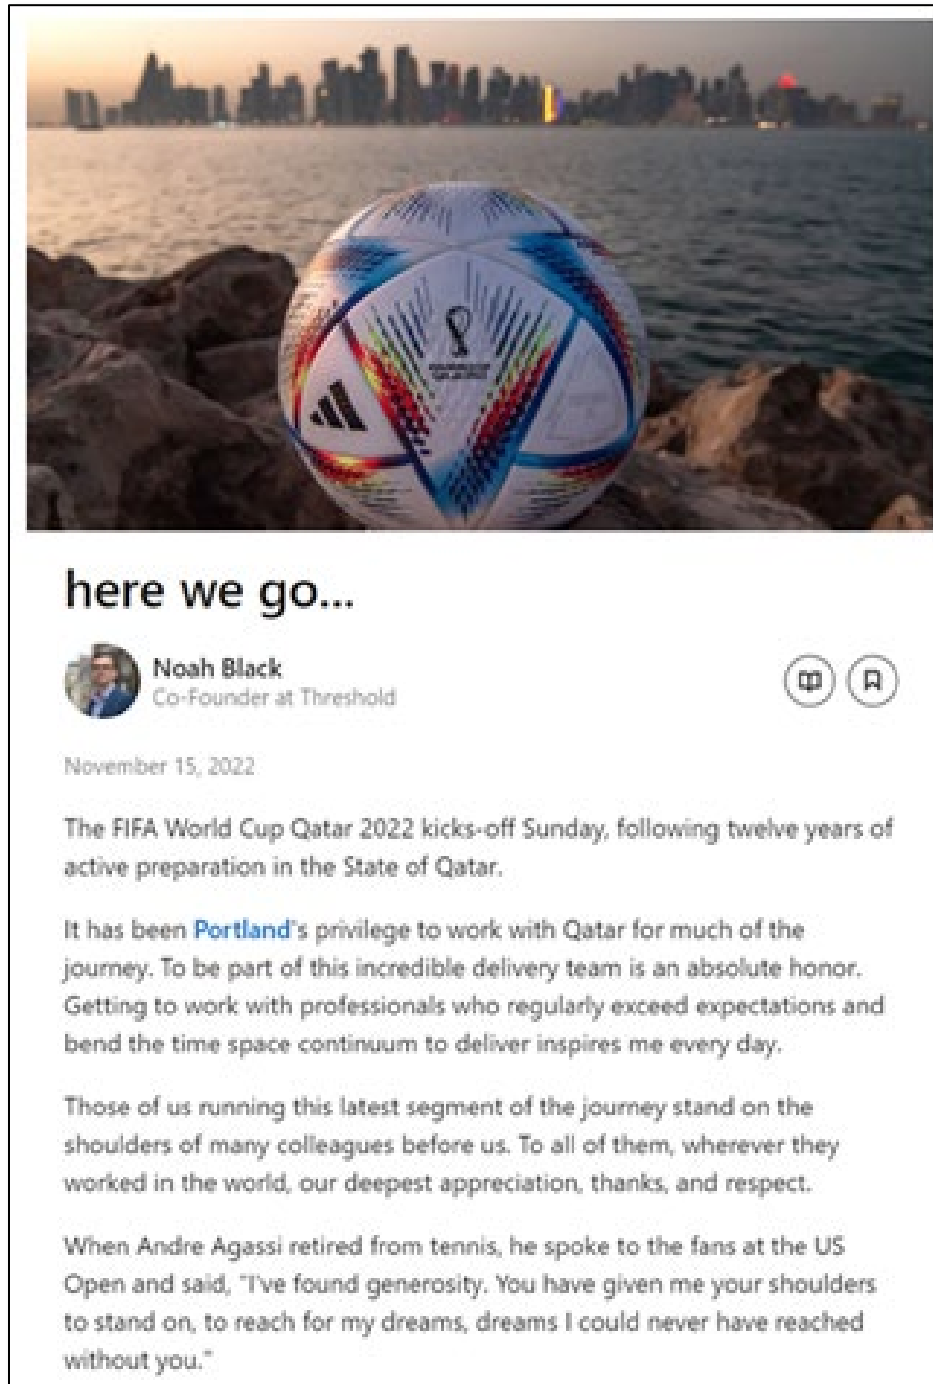 here we go...
Noah Black
Co-Founder at Threshold
November 15, 2022
The FIFA World Cup Qatar 2022 kicks-off Sunday, following twelve years of
active preparation in the State of Qatar.
It has been Portland's privilege to work with Qatar for much of the
journey. To be part of this incredible delivery team is an absolute honor.
Getting to work with professionals who regularly exceed expectations and
bend the time space continuum to deliver inspires me every day.
Those of us running this latest segment of the journey stand on the
shoulders of many colleagues before us. To all of them, wherever they
worked in the world, our deepest appreciation, thanks, and respect.
When Andre Agassi retired from tennis, he spoke to the fans at the US
Open and said, "I've found generosity. You have given me your shoulders
to stand on, to reach for my dreams, dreams I could never have reached
without you."